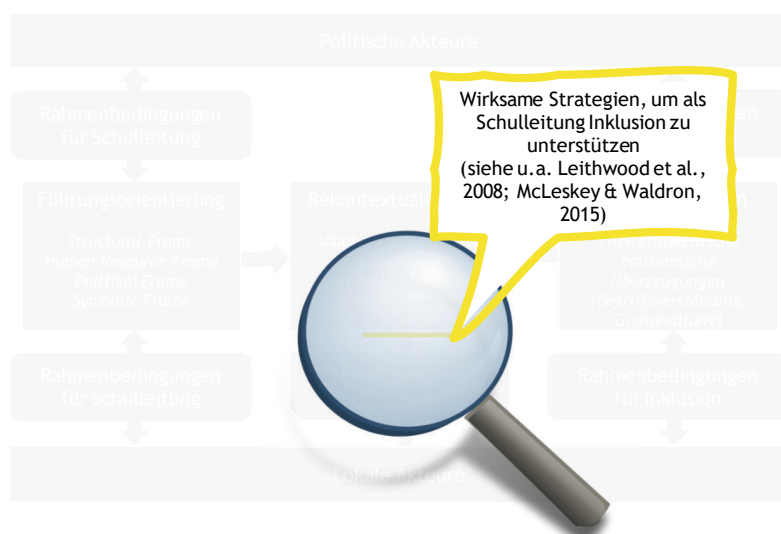 Politische Akteure
Wirksame Strategien, um als
Schulleitung Inklusion zu
unterstützen
(siehe u.a. Leithwood et al.,
2008; McLeskey & Waldron,
2015)
Rahmenbedingungen
für Schulleitung
Führungsorientierung
Structural Frame
Human Resource Frame
Political Frame
Symbolic Frame
epistemische
Überzeugungen
(Begriffsverständnis,
Grundhaltung)
Rahmenbedingungen
für Schulleitung
Rahmenbedingungen
für Inklusion
Lokale Akteure